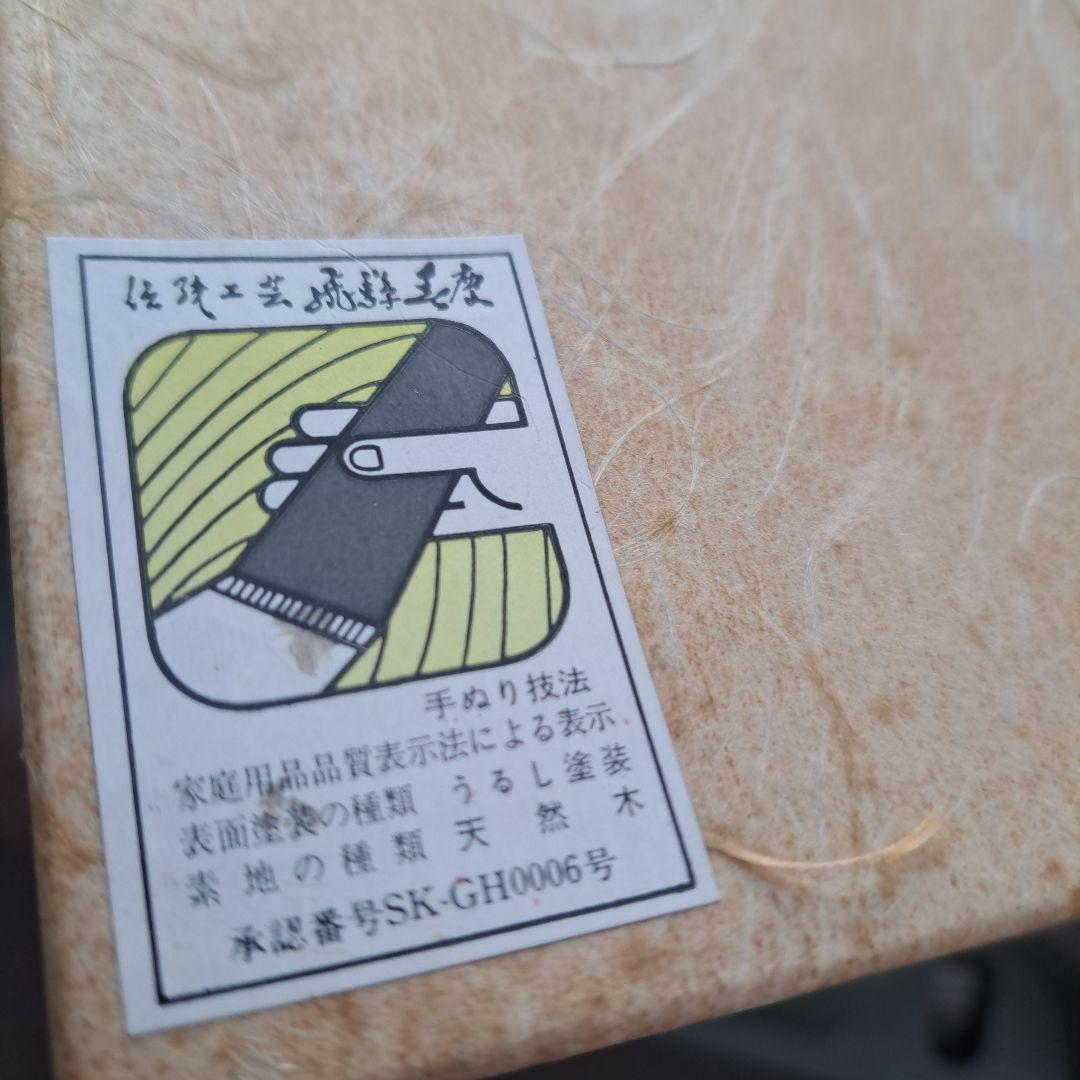 伝統工芸 飛騨春慶
手ぬり技法
家庭用品品質表示法による表示
表面塗装の種類 うるし塗装
素地の種類 天然木
承認番号SK-GH0006号